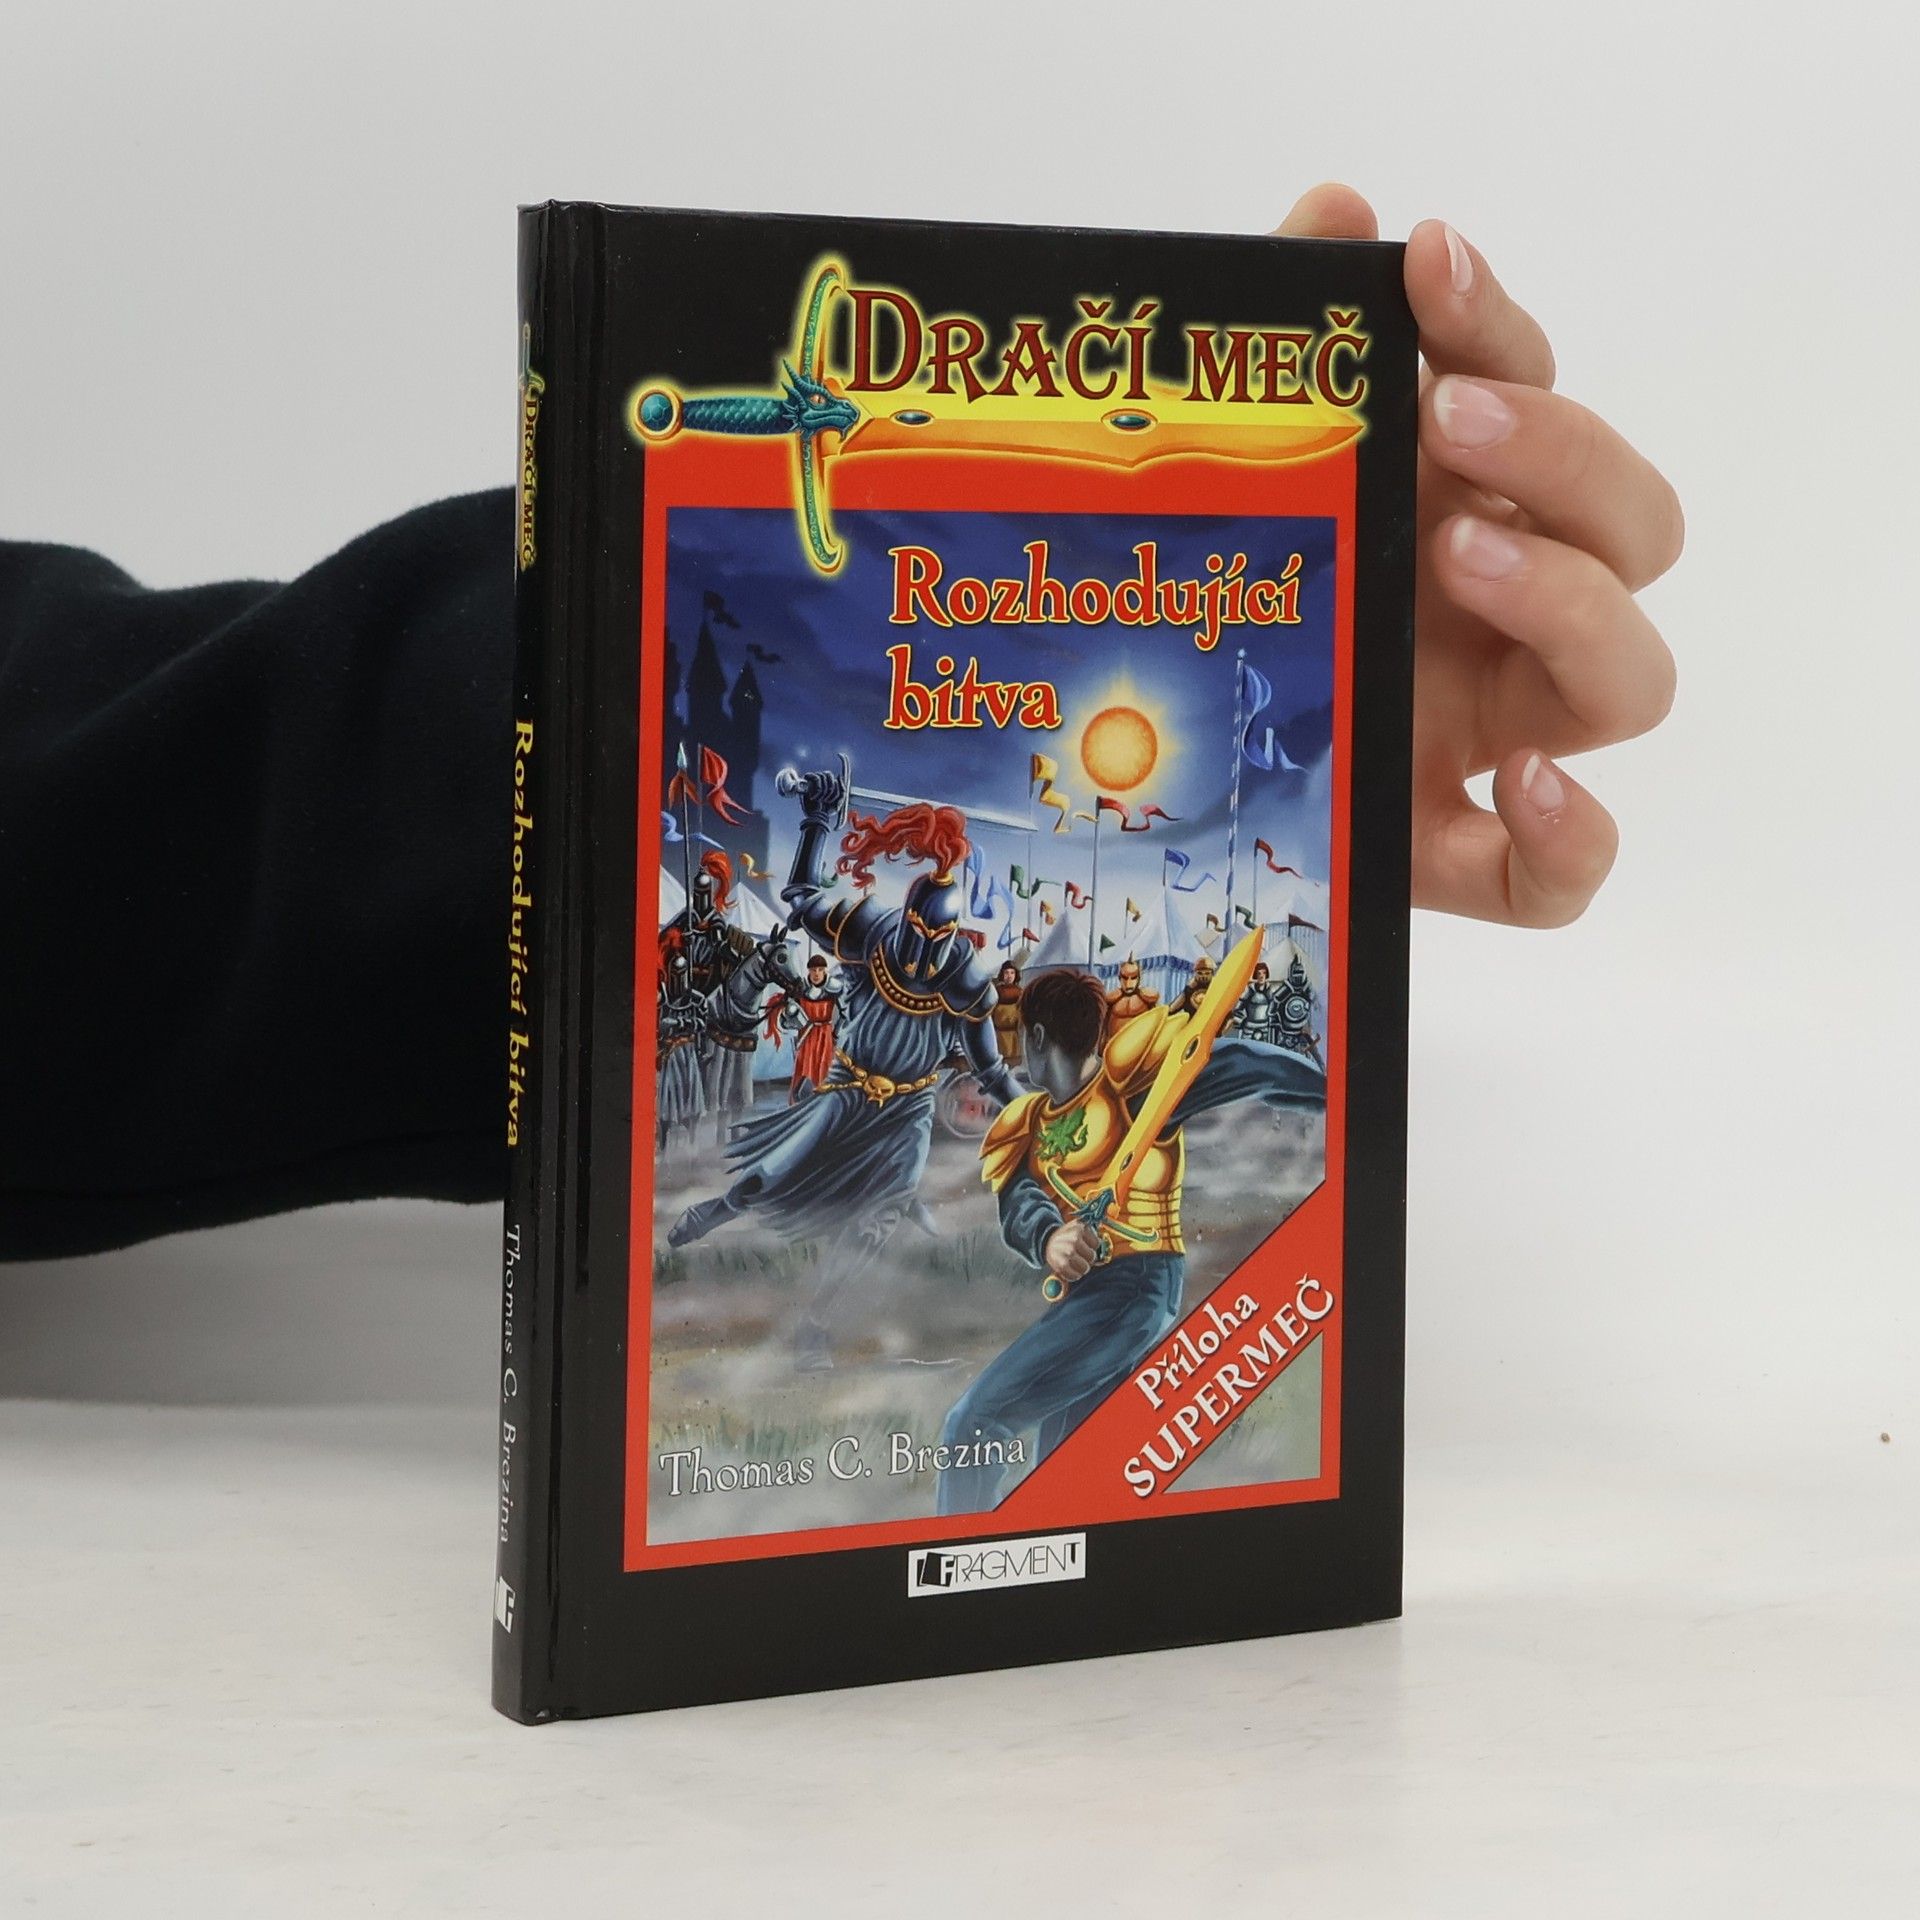 Dračí meč
Rozhodující
bitva
Příloha
SUPERMEČ
Thomas C. Brezina
FRAGMENT
Dračí meč Rozhodující bitva Thomas C. Brezina